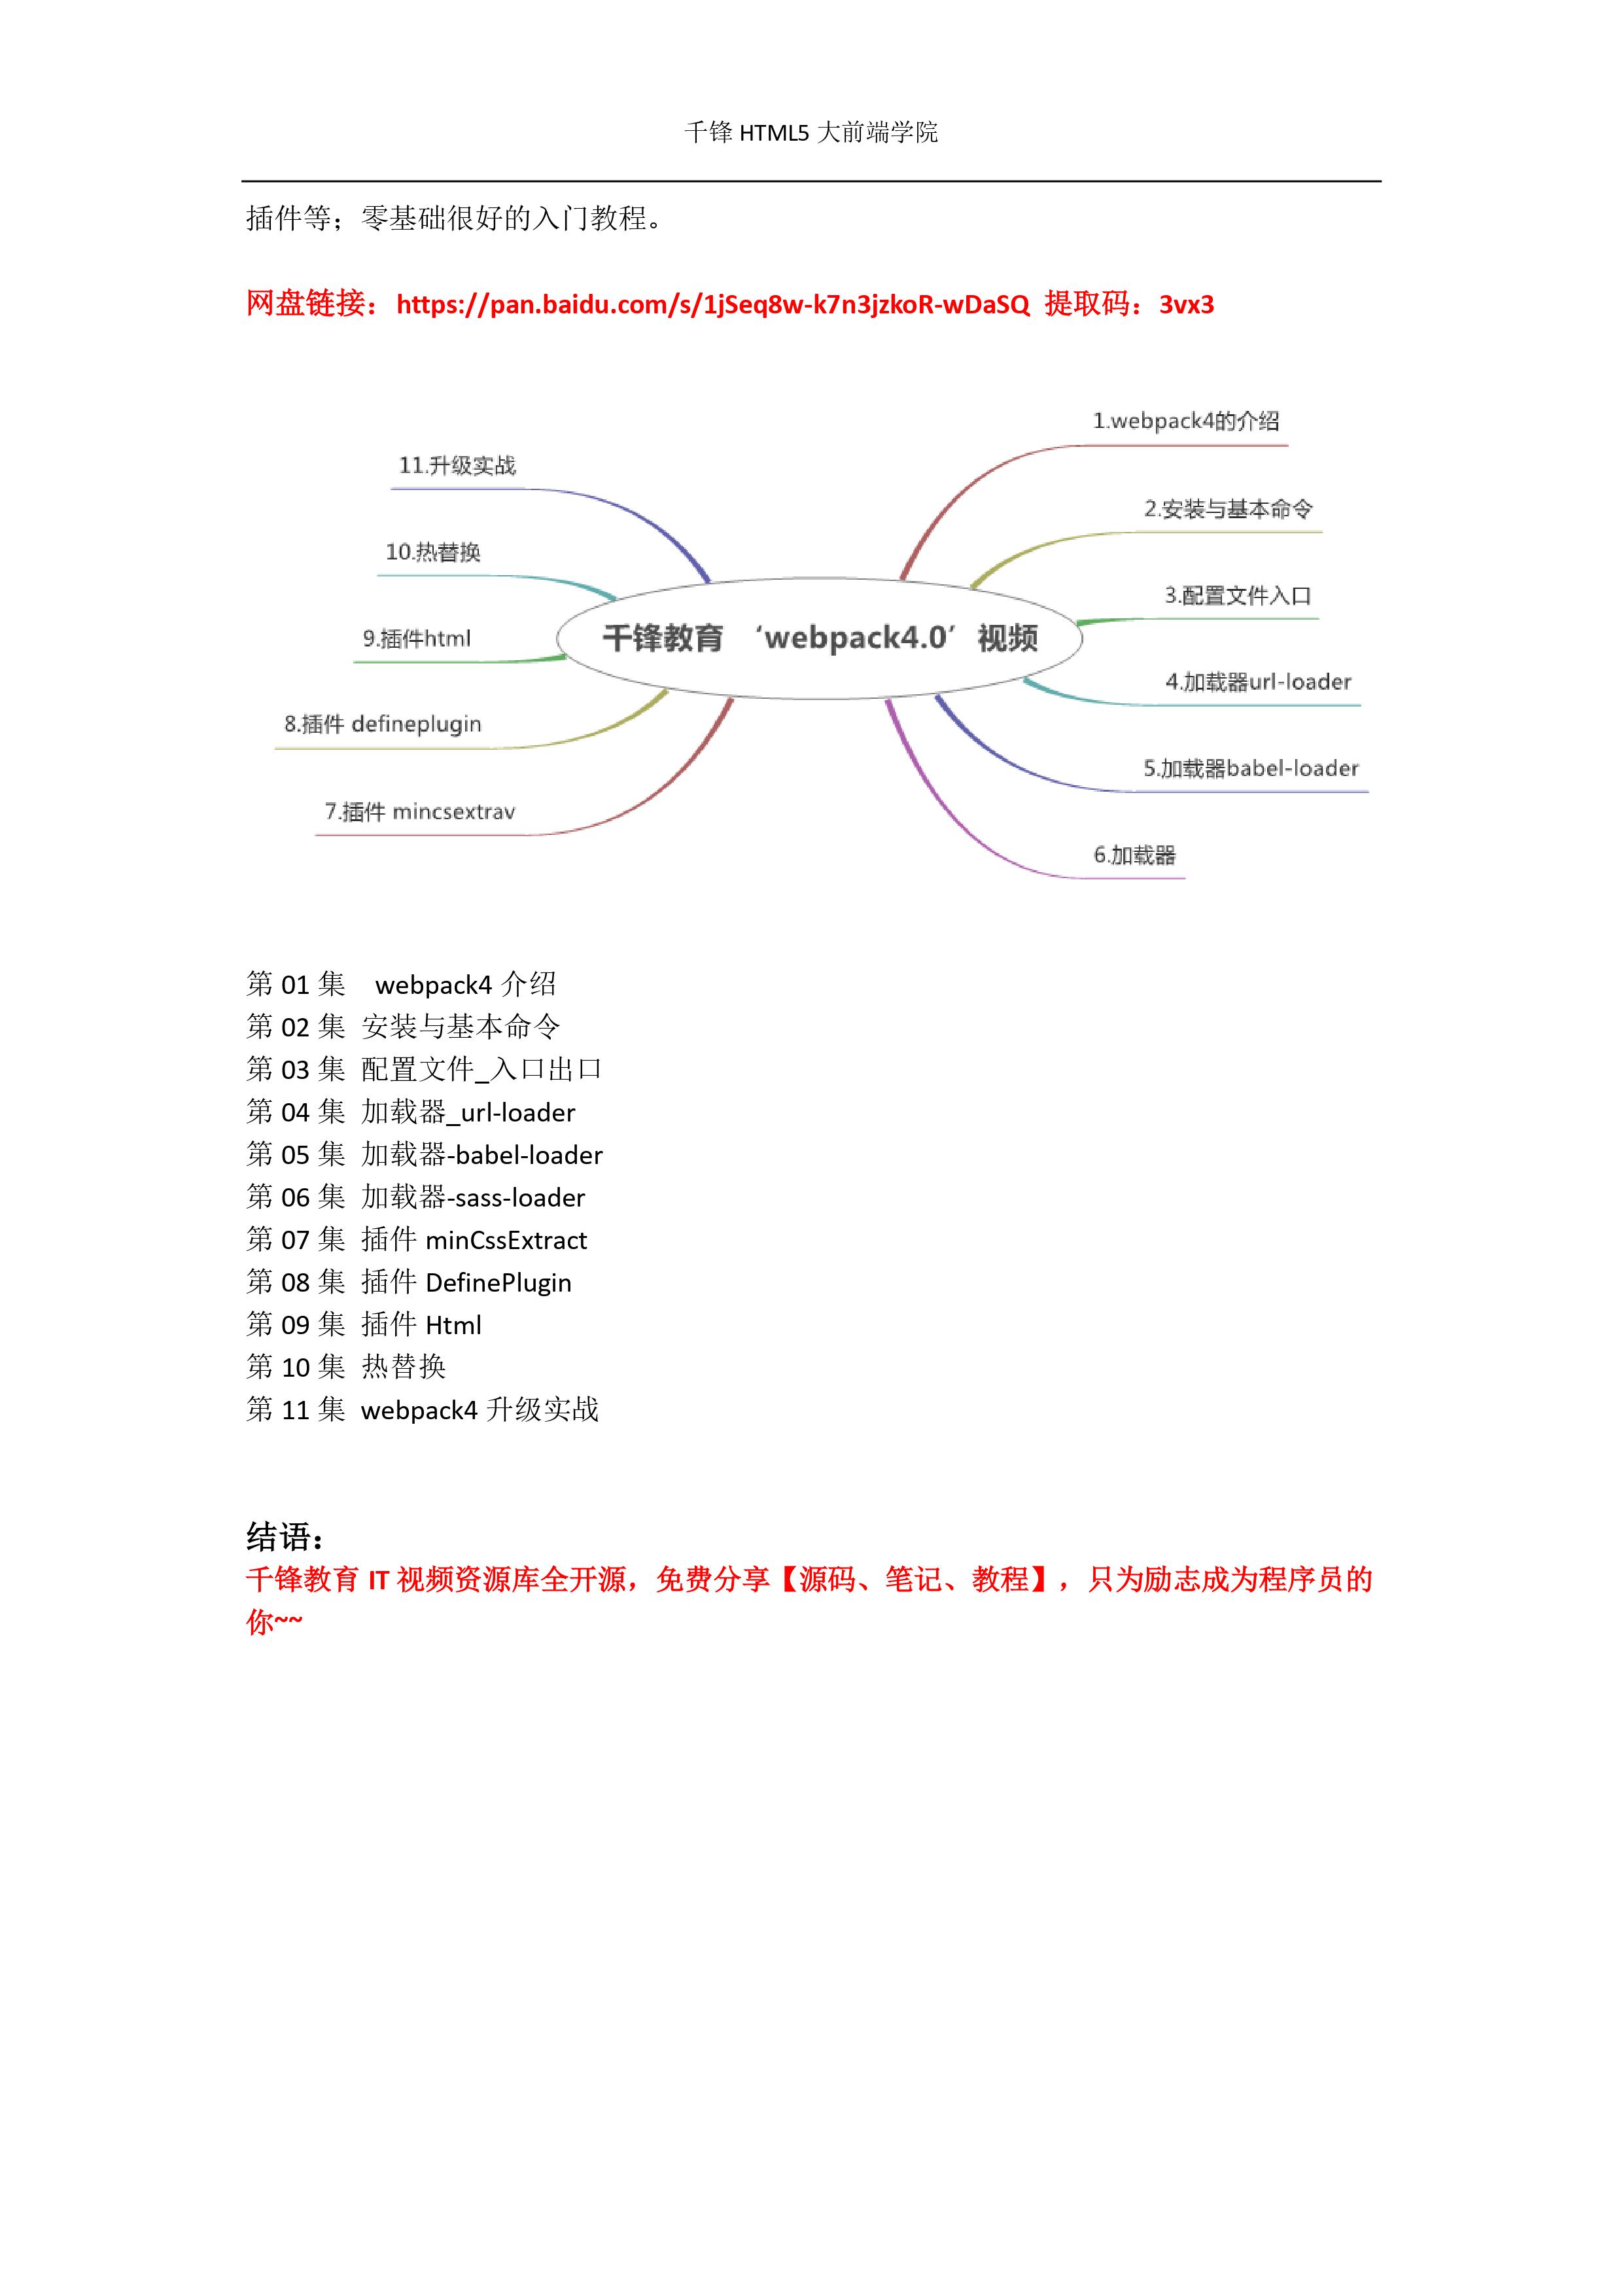 千锋 HTML5 大前端学院
插件等；零基础很好的入门教程。
网盘链接：https://pan.baidu.com/s/1jSeq8w-k7n3jzkoR-wDaSQ 提取码：3vx3
1.webpack4的介绍
2.安装与基本命令
3.配置文件入口
4.加载器url-loader
5.加载器babel-loader
6.加载器
千锋教育 ‘webpack4.0’ 视频
11.升级实战
10.热替换
9.插件html
8.插件 defineplugin
7.插件 mincsextrav
第 01 集 webpack4 介绍
第 02 集 安装与基本命令
第 03 集 配置文件_入口出口
第 04 集 加载器_url-loader
第 05 集 加载器-babel-loader
第 06 集 加载器-sass-loader
第 07 集 插件 minCssExtract
第 08 集 插件 DefinePlugin
第 09 集 插件 Html
第 10 集 热替换
第 11 集 webpack4 升级实战
结语：
千锋教育 IT 视频资源库全开源，免费分享【源码、笔记、教程】，只为励志成为程序员的
你~~